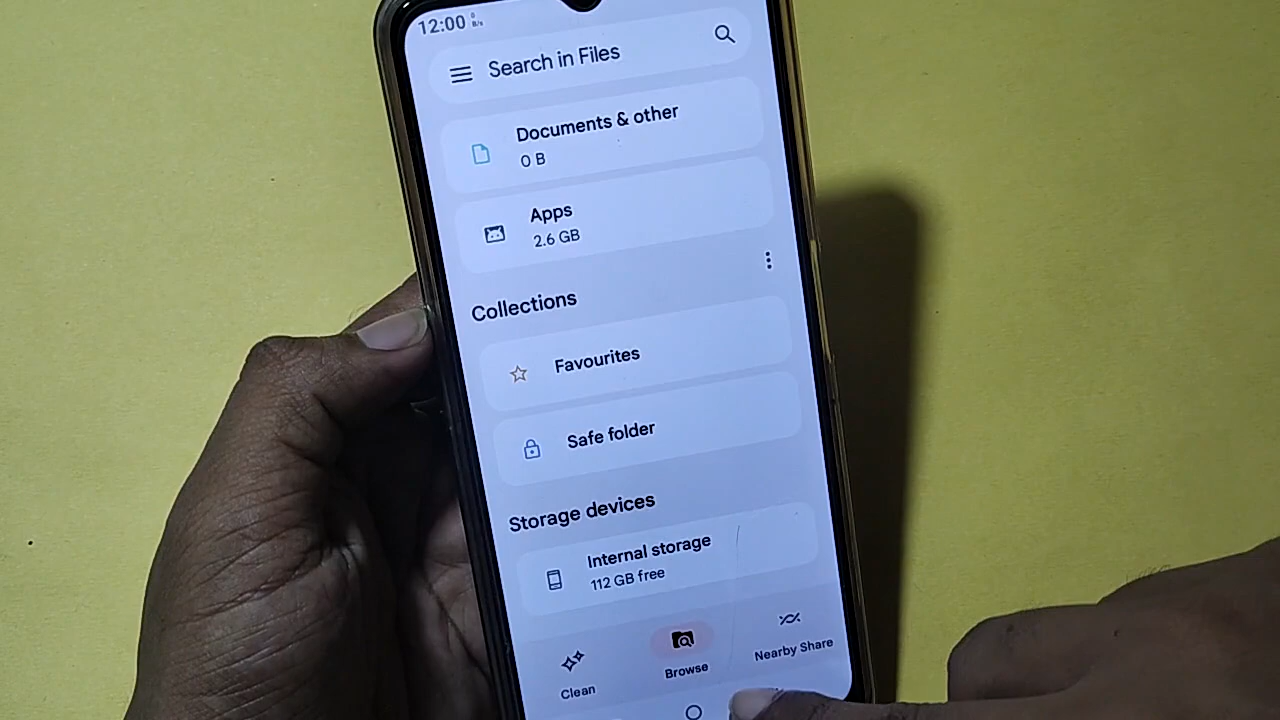 12:00 0 B/s
Search in Files
Documents & other
0 B
Apps
2.6 GB
Collections
Favourites
Safe folder
Storage devices
Internal storage
112 GB free
Clean
Browse
Nearby Share